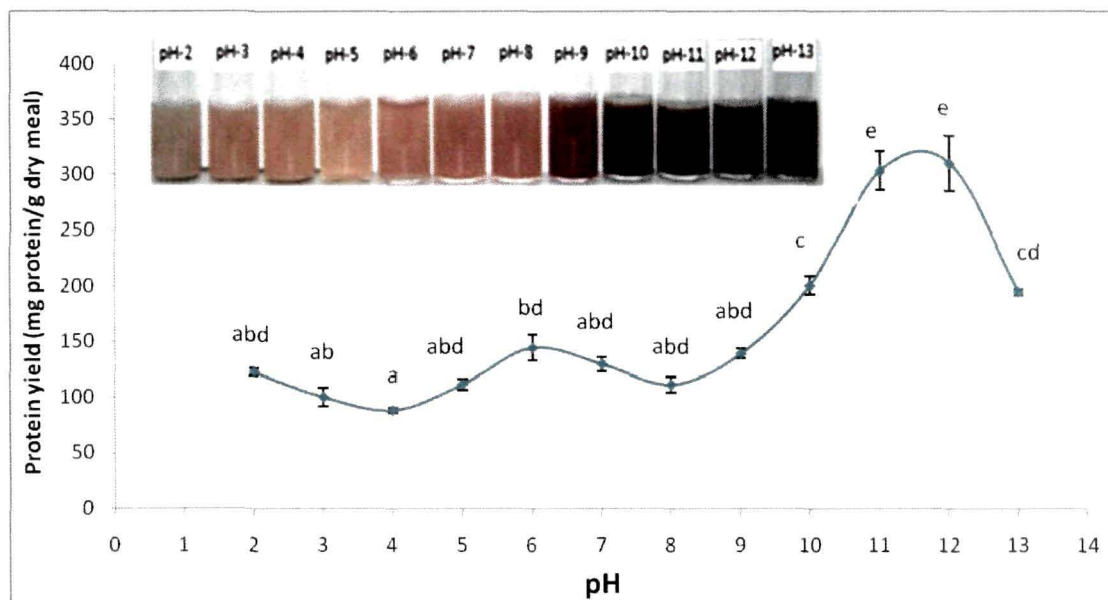 pH-2 pH-3 pH-4 pH-5 pH-6 pH-7 pH-8 pH-9 pH-10 pH-11 pH-12 pH-13
Protein yield (mg protein/g dry meal)
400
350
300
250
200
150
100
50
0
abd
ab
a
abd
bd
abd
abd
abd
c
e
e
cd
0 1 2 3 4 5 6 7 8 9 10 11 12 13 14
pH